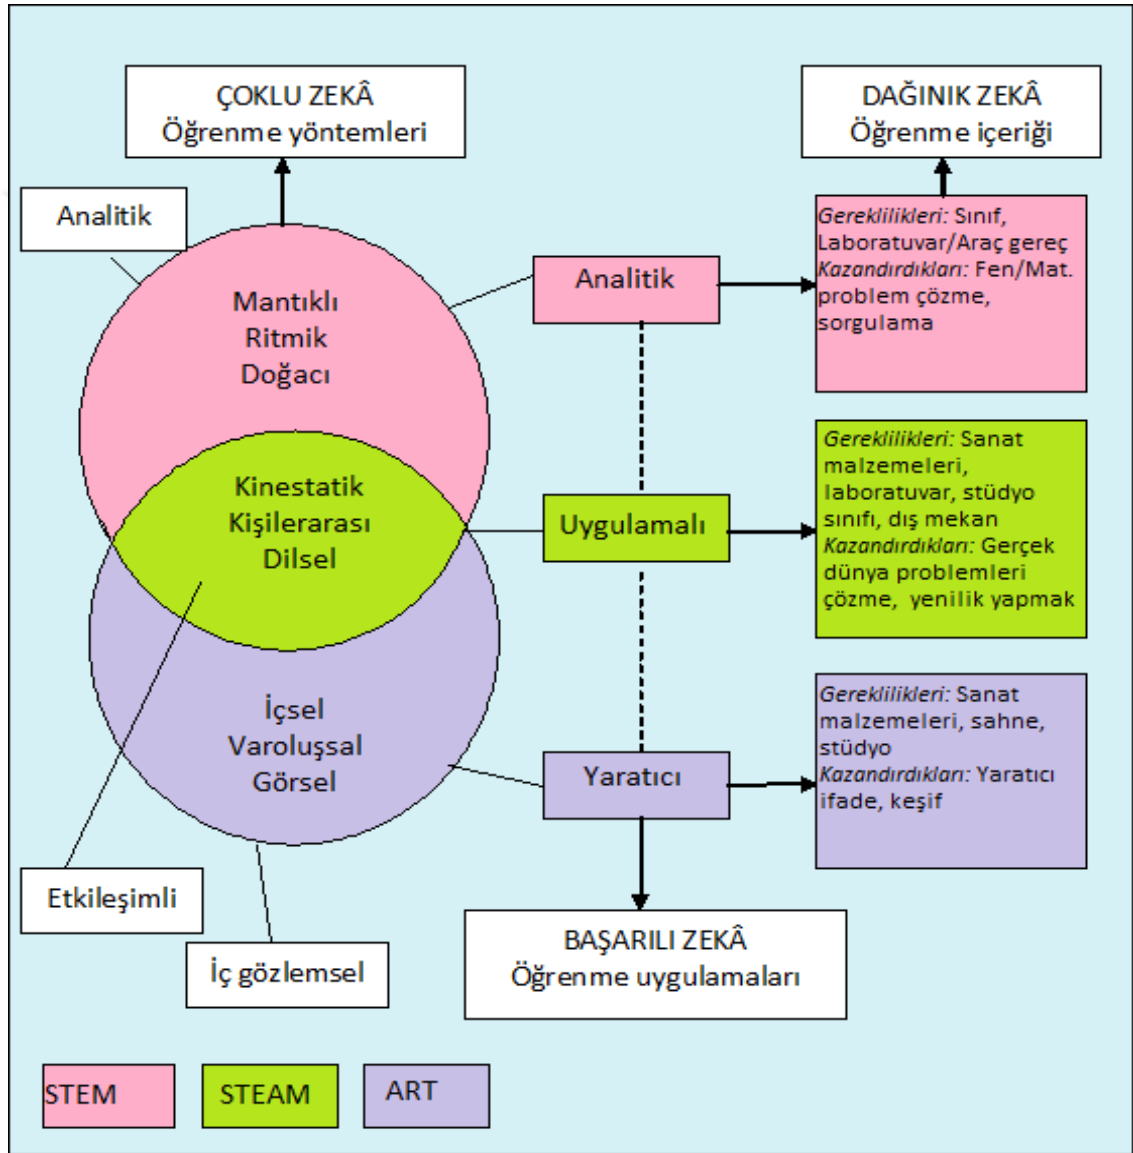 ÇOKLU ZEKÂ
Öğrenme yöntemleri
DAĞINIK ZEKÂ
Öğrenme içeriği
Analitik
Mantıklı
Ritmik
Doğacı
Analitik
Gereklilikleri: Sınıf,
Laboratuvar/Araç gereç
Kazandırdıkları: Fen/Mat.
problem çözme,
sorgulama
Kinestatik
Kişilerarası
Dilsel
Uygulamalı
Gereklilikleri: Sanat
malzemeleri,
laboratuvar, stüdyo
sınıfı, dış mekan
Kazandırdıkları: Gerçek
dünya problemleri
çözme, yenilik yapmak
İçsel
Varoluşsal
Görsel
Yaratıcı
Gereklilikleri: Sanat
malzemeleri, sahne,
stüdyo
Kazandırdıkları: Yaratıcı
ifade, keşif
Etkileşimli
İç gözlemsel
BAŞARILI ZEKÂ
Öğrenme uygulamaları
STEM
STEAM
ART